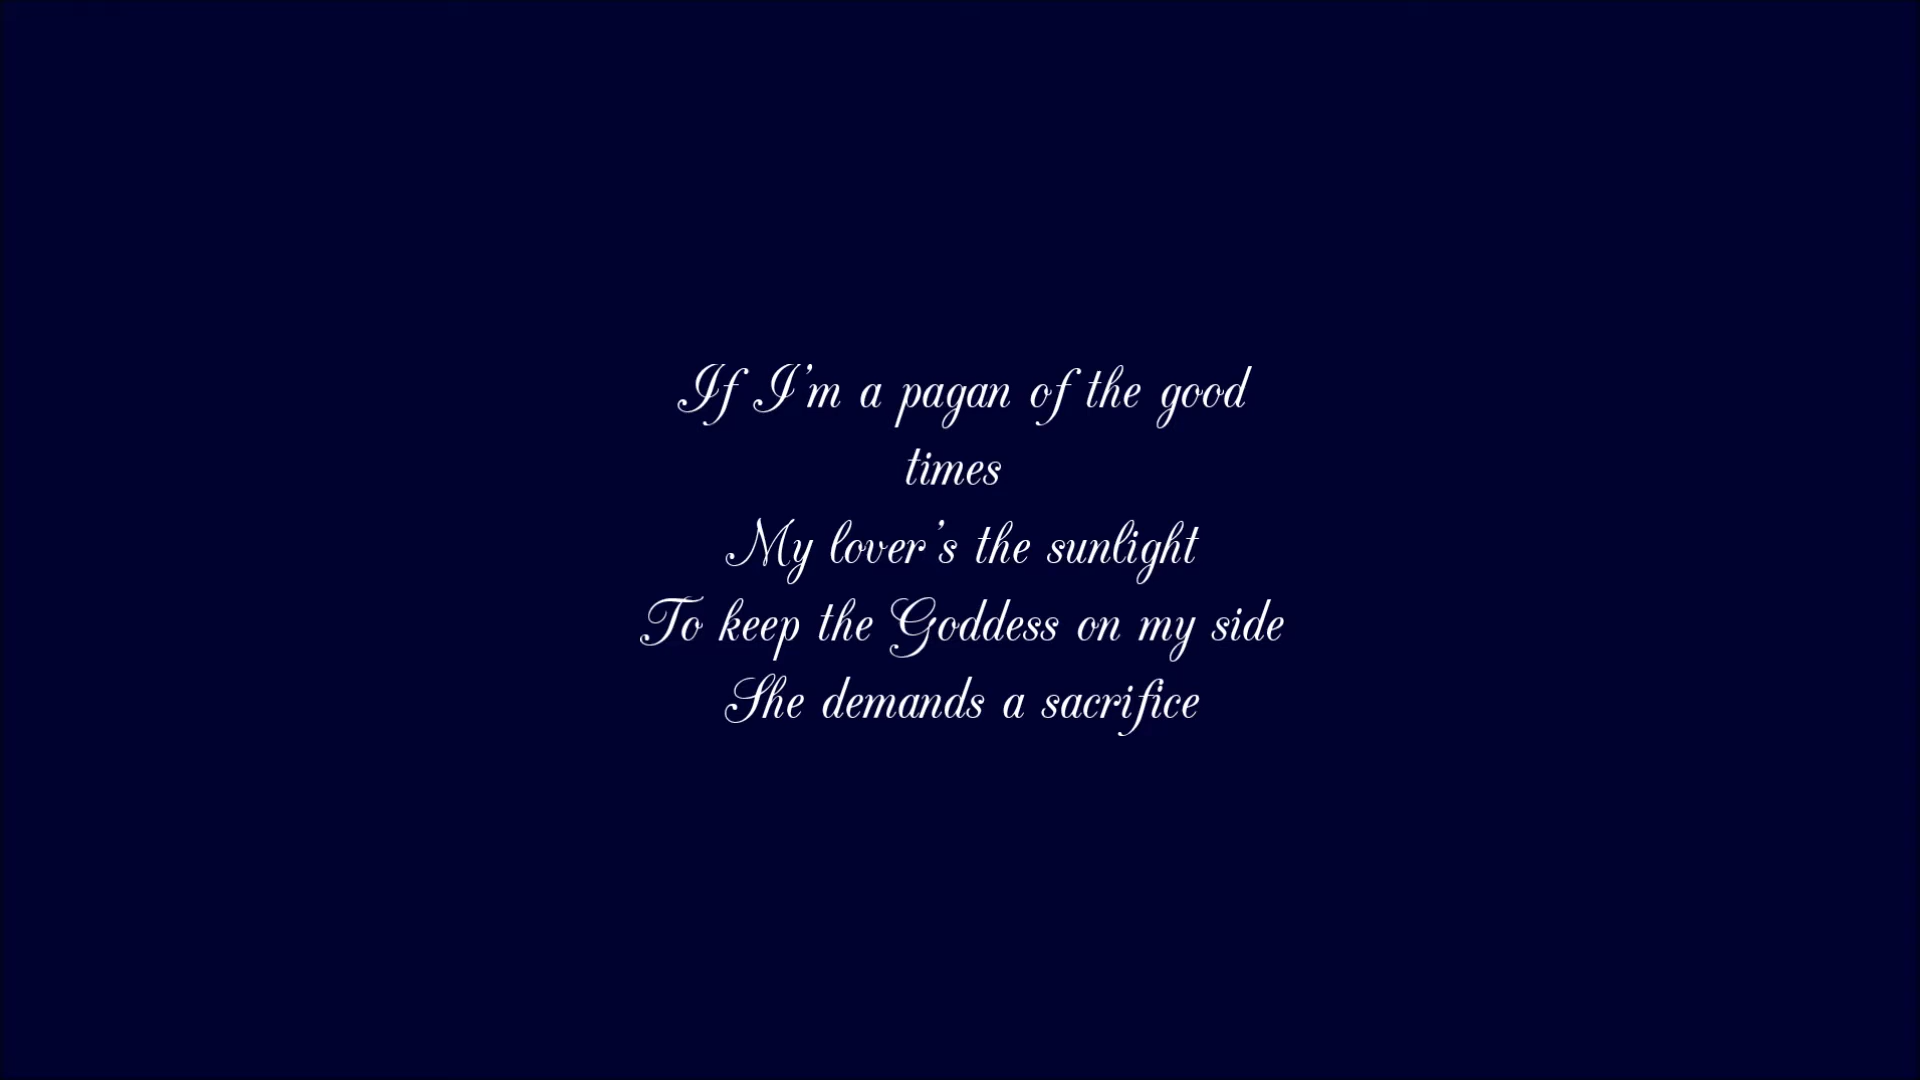 If I'm a pagan of the good
times
My lover's the sunlight
To keep the Goddess on my side
She demands a sacrifice